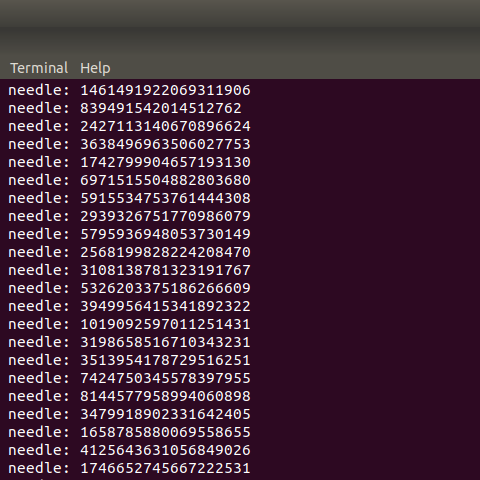 Terminal Help
needle: 1461491922069311906
needle: 839491542014512762
needle: 2427113140670896624
needle: 3638496963506027753
needle: 1742799904657193130
needle: 6971515504882803680
needle: 5915534753761444308
needle: 2939326751770986079
needle: 5795936948053730149
needle: 2568199828224208470
needle: 3108138781323191767
needle: 5326203375186266609
needle: 3949956415341892322
needle: 1019092597011251431
needle: 3198658516710343231
needle: 3513954178729516251
needle: 7424750345578397955
needle: 8144577958994060898
needle: 3479918902331642405
needle: 1658785880069558655
needle: 4125643631056849026
needle: 1746652745667222531